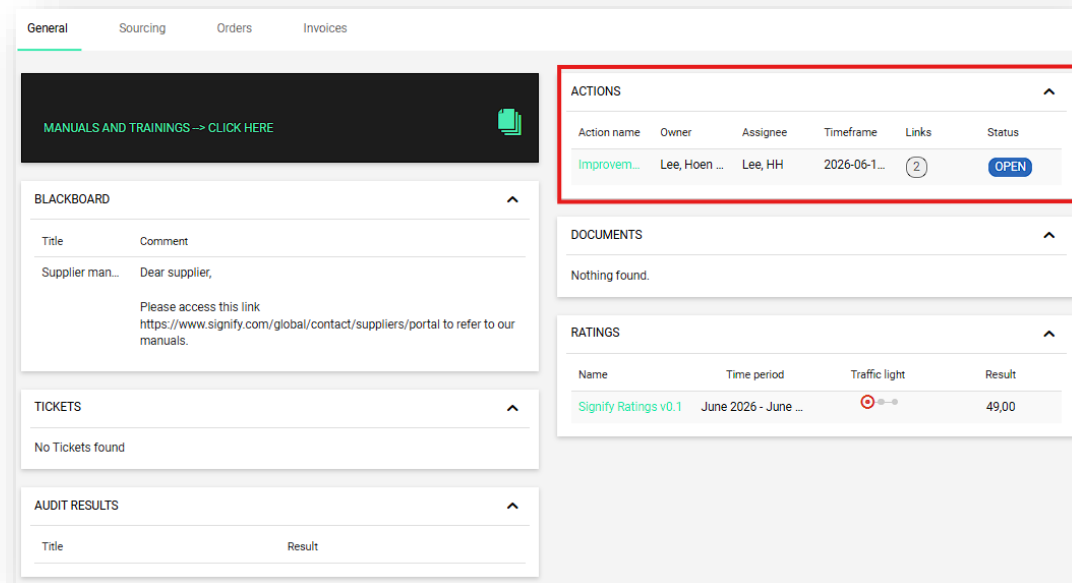 General Sourcing Orders Invoices
MANUALS AND TRAININGS --> CLICK HERE
BLACKBOARD
Title Comment
Supplier man... Dear supplier,
Please access this link
https://www.signify.com/global/contact/suppliers/portal to refer to our
manuals.
TICKETS
No Tickets found
AUDIT RESULTS
Title Result
ACTIONS
Action name Owner Assignee Timeframe Links Status
Improvem... Lee, Hoen ... Lee, HH 2026-06-1... 2 OPEN
DOCUMENTS
Nothing found.
RATINGS
Name Time period Traffic light Result
Signify Ratings v0.1 June 2026 - June ... 49,00